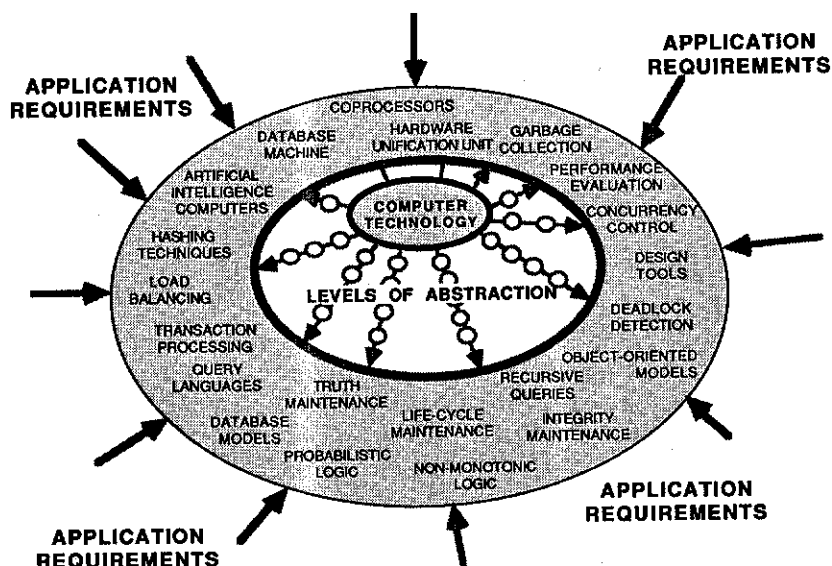 APPLICATION
REQUIREMENTS
APPLICATION
REQUIREMENTS
COPROCESSORS
DATABASE
MACHINE
HARDWARE
UNIFICATION UNIT
GARBAGE
COLLECTION
ARTIFICIAL
INTELLIGENCE
COMPUTERS
PERFORMANCE
EVALUATION
COMPUTER
TECHNOLOGY
CONCURRENCY
CONTROL
HASHING
TECHNIQUES
DESIGN
TOOLS
LOAD
BALANCING
LEVELS OF ABSTRACTION
DEADLOCK
DETECTION
TRANSACTION
PROCESSING
OBJECT-ORIENTED
MODELS
QUERY
LANGUAGES
TRUTH
MAINTENANCE
RECURSIVE
QUERIES
DATABASE
MODELS
LIFE-CYCLE
MAINTENANCE
INTEGRITY
MAINTENANCE
PROBABILISTIC
LOGIC
NON-MONOTONIC
LOGIC
APPLICATION
REQUIREMENTS
APPLICATION
REQUIREMENTS